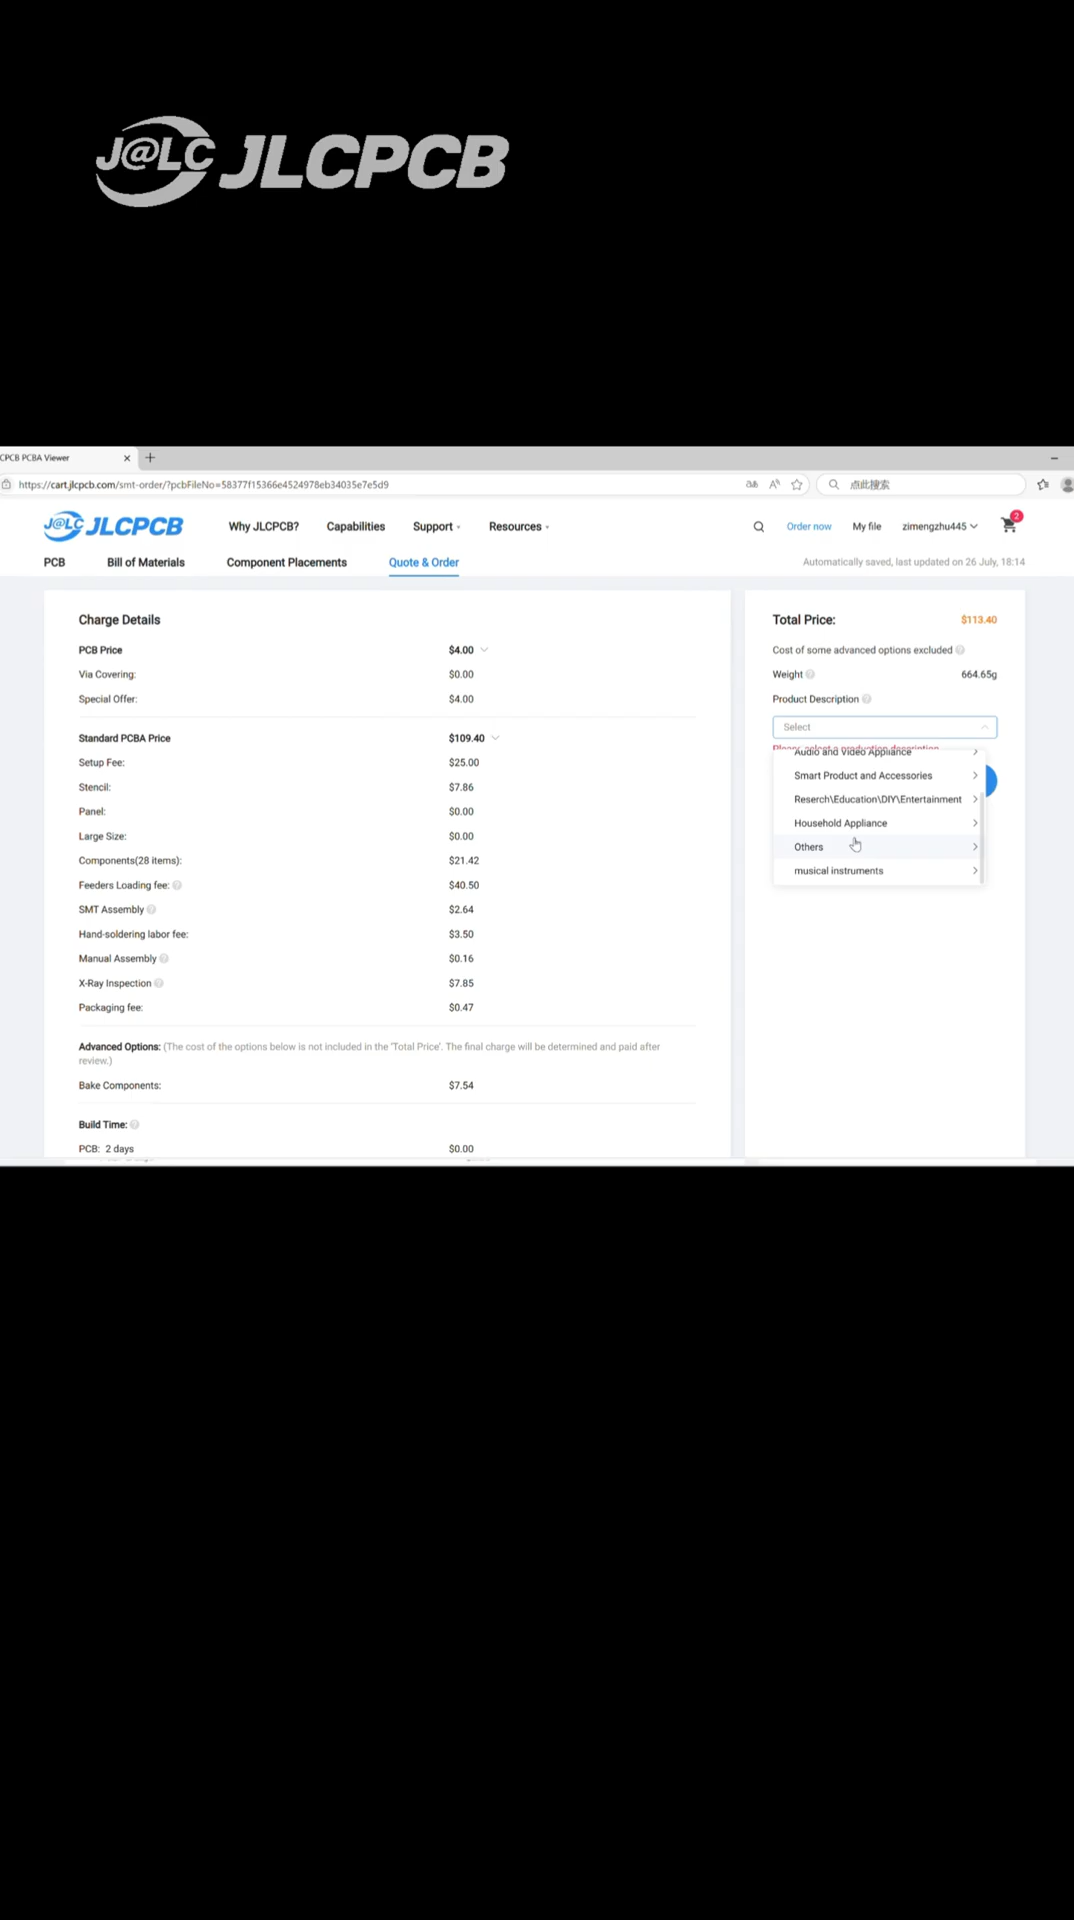 J@LC JLCPCB
CPCB PCBA Viewer
https://cart.jlcpcb.com/smt-order/?pcbFileNo=58377f15366e4524978eb34035e7e5d9
点此搜索
J@LC JLCPCB
Why JLCPCB?
Capabilities
Support
Resources
Order now
My file
zimengzhu445
2
PCB
Bill of Materials
Component Placements
Quote & Order
Automatically saved, last updated on 26 July, 18:14
Charge Details
PCB Price $4.00
Via Covering: $0.00
Special Offer: $4.00
Standard PCBA Price $109.40
Setup Fee: $25.00
Stencil: $7.86
Panel: $0.00
Large Size: $0.00
Components(28 items): $21.42
Feeders Loading fee: $40.50
SMT Assembly $2.64
Hand-soldering labor fee: $3.50
Manual Assembly $0.16
X-Ray Inspection $7.85
Packaging fee: $0.47
Advanced Options: (The cost of the options below is not included in the 'Total Price'. The final charge will be determined and paid after
review.)
Bake Components: $7.54
Build Time:
PCB: 2 days $0.00
Total Price: $113.40
Cost of some advanced options excluded
Weight 664.65g
Product Description
Select
Please select a production description
Audio and Video Appliance
Smart Product and Accessories
Reserch\Education\DIY\Entertainment
Household Appliance
Others
musical instruments